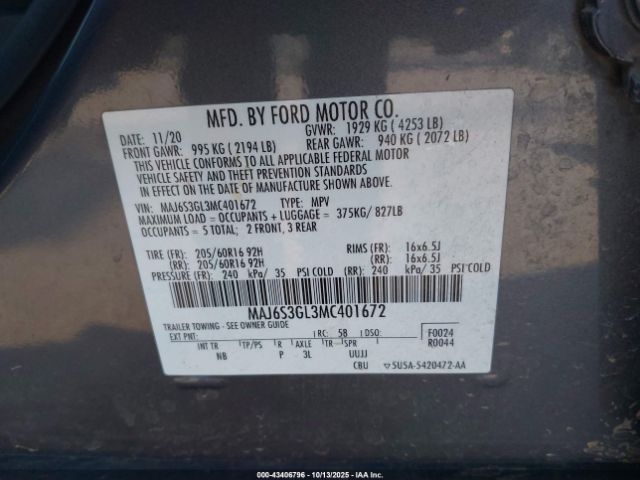 MFD. BY FORD MOTOR CO.
DATE: 11/20 GVWR: 1929 KG ( 4253 LB)
FRONT GAWR: 995 KG ( 2194 LB) REAR GAWR: 940 KG ( 2072 LB)
THIS VEHICLE CONFORMS TO ALL APPLICABLE FEDERAL MOTOR
VEHICLE SAFETY AND THEFT PREVENTION STANDARDS
IN EFFECT ON THE DATE OF MANUFACTURE SHOWN ABOVE.
VIN: MAJ6S3GL3MC401672 TYPE: MPV
MAXIMUM LOAD = OCCUPANTS + LUGGAGE = 375KG/ 827LB
OCCUPANTS = 5 TOTAL; 2 FRONT, 3 REAR
TIRE (FR): 205/60R16 92H RIMS (FR): 16x6.5J
(RR): 205/60R16 92H (RR): 16x6.5J
PRESSURE (FR): 240 kPa/ 35 PSI COLD (RR): 240 kPa/ 35 PSI COLD
MAJ6S3GL3MC401672
TRAILER TOWING - SEE OWNER GUIDE
EXT PNT: RC: 5B DSO: F0024
R0044
INT TR TP/PS R AXLE TR SPR
NB P 3L UUJJ
CBU 5U5A-5420472-AA
000-43406796 - 10/13/2025 - IAAI, Inc.